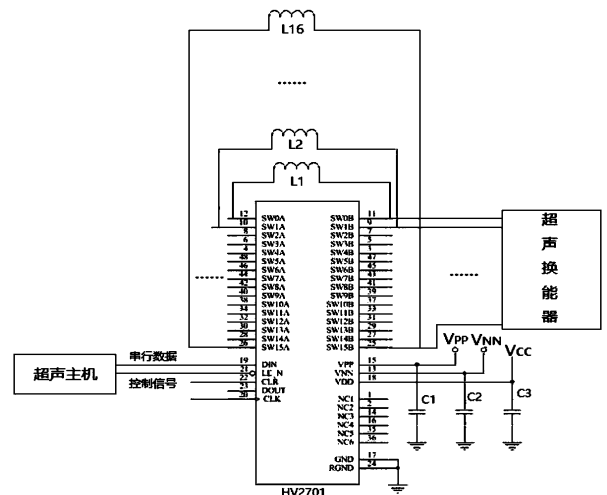 L16
......
L2
L1
12 SW0A SW0B 11
10 SW1A SW1B 9
8 SW2A SW2B 7
6 SW3A SW3B 5
4 SW4A SW4B 3
48 SW5A SW5B 47
46 SW6A SW6B 45
44 SW7A SW7B 43
42 SW8A SW8B 41
40 SW9A SW9B 39
38 SW10A SW10B 37
34 SW11A SW11B 33
32 SW12A SW12B 31
30 SW13A SW13B 29
28 SW14A SW14B 27
26 SW15A SW15B 25
......
......
超声换能器
超声主机
串行数据
控制信号
19 DIN
21 LE_N
22 CLR
23 DOUT
20 CLK
VPP 15
VNN 13
VDD 18
VPP VNN
VCC
C1 C2 C3
NC1 1
NC2 2
NC3 14
NC4 16
NC5 35
NC6 36
GND 17
RGND 24
HV2701